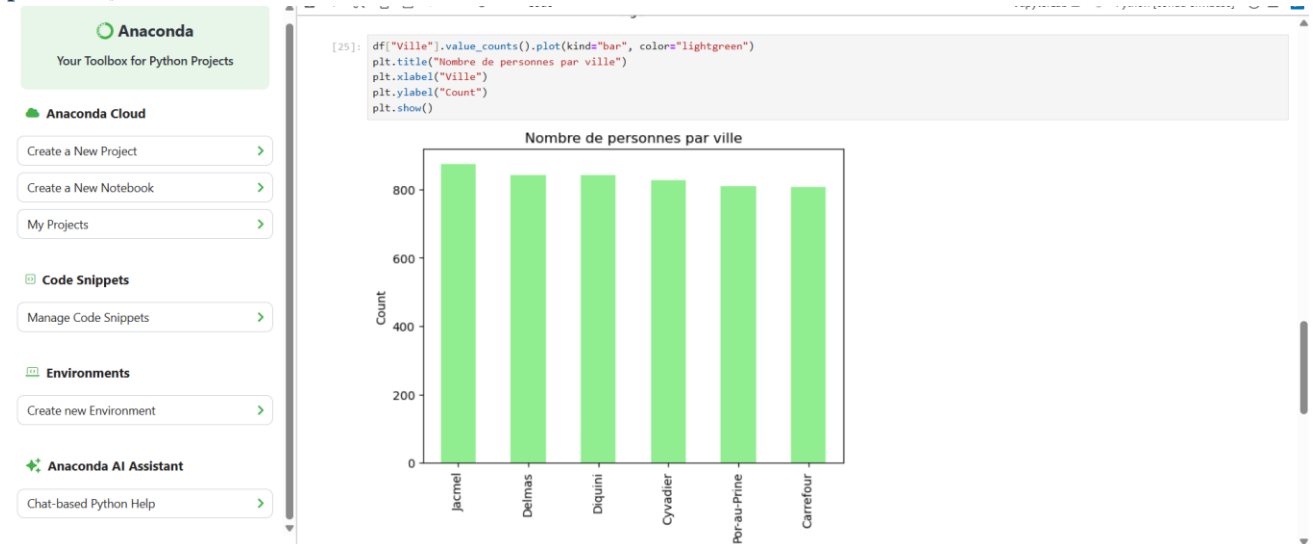 Anaconda
Your Toolbox for Python Projects
Anaconda Cloud
Create a New Project
Create a New Notebook
My Projects
Code Snippets
Manage Code Snippets
Environments
Create new Environment
Anaconda AI Assistant
Chat-based Python Help
[25]: df["Ville"].value_counts().plot(kind="bar", color="lightgreen")
plt.title("Nombre de personnes par ville")
plt.xlabel("Ville")
plt.ylabel("Count")
plt.show()
Nombre de personnes par ville
Count
800
600
400
200
0
Jacmel
Delmas
Diquini
Cyvadier
Por-au-Prine
Carrefour